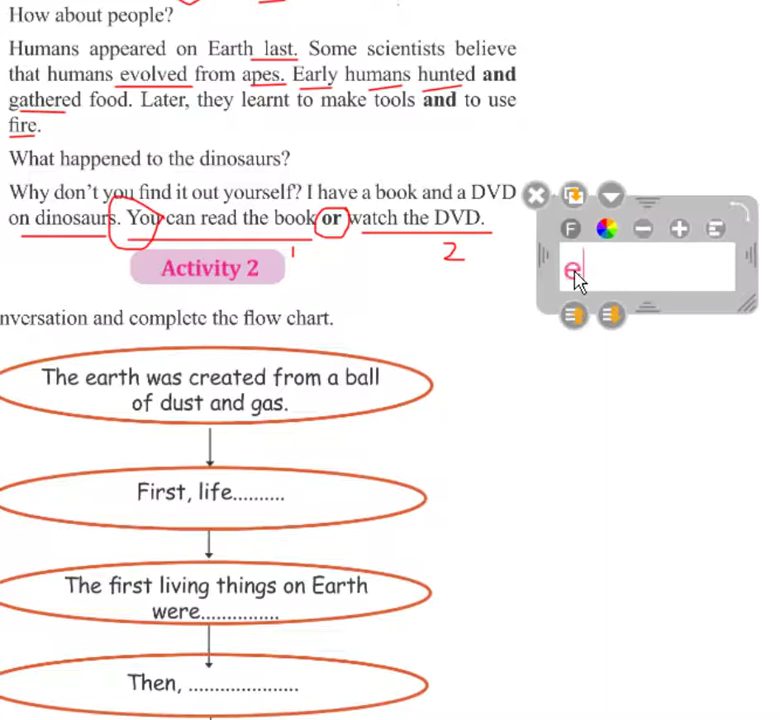 How about people?
Humans appeared on Earth last. Some scientists believe
that humans evolved from apes. Early humans hunted and
gathered food. Later, they learnt to make tools and to use
fire.
What happened to the dinosaurs?
Why don't you find it out yourself? I have a book and a DVD
on dinosaurs. You can read the book or watch the DVD.
1
2
F
e
Activity 2
nversation and complete the flow chart.
The earth was created from a ball
of dust and gas.
First, life..........
The first living things on Earth
were...............
Then, .....................